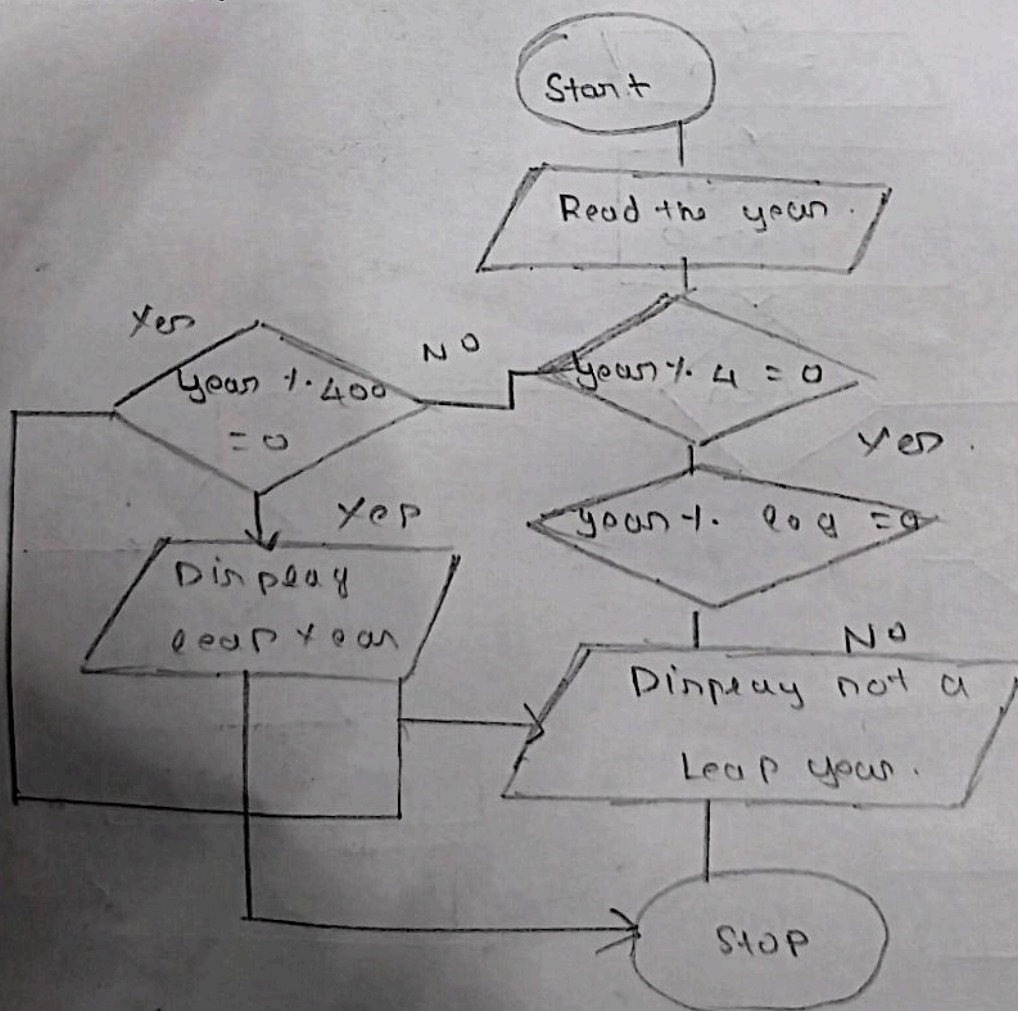 Start
Read the year.
Yes
NO
year % 400
= 0
year % 4 = 0
Yes.
year %. 100 = 0
Yes
Display
leap Year
NO
Display not a
Leap year.
Stop